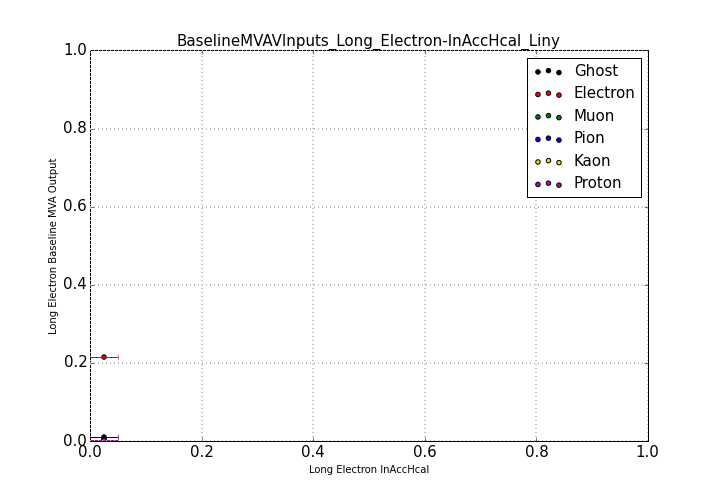 BaselineMVAVInputs_Long_Electron-InAccHcal_Liny
1.0
0.8
0.6
0.4
0.2
0.0
Long Electron Baseline MVA Output
Ghost
Electron
Muon
Pion
Kaon
Proton
0.0 0.2 0.4 0.6 0.8 1.0
Long Electron InAccHcal